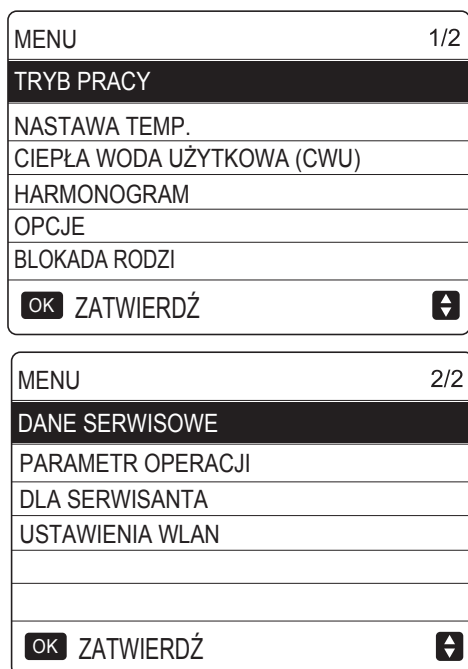 MENU 1/2
TRYB PRACY
NASTAWA TEMP.
CIEPŁA WODA UŻYTKOWA (CWU)
HARMONOGRAM
OPCJE
BLOKADA RODZI
OK ZATWIERDŹ
MENU 2/2
DANE SERWISOWE
PARAMETR OPERACJI
DLA SERWISANTA
USTAWIENIA WLAN
OK ZATWIERDŹ